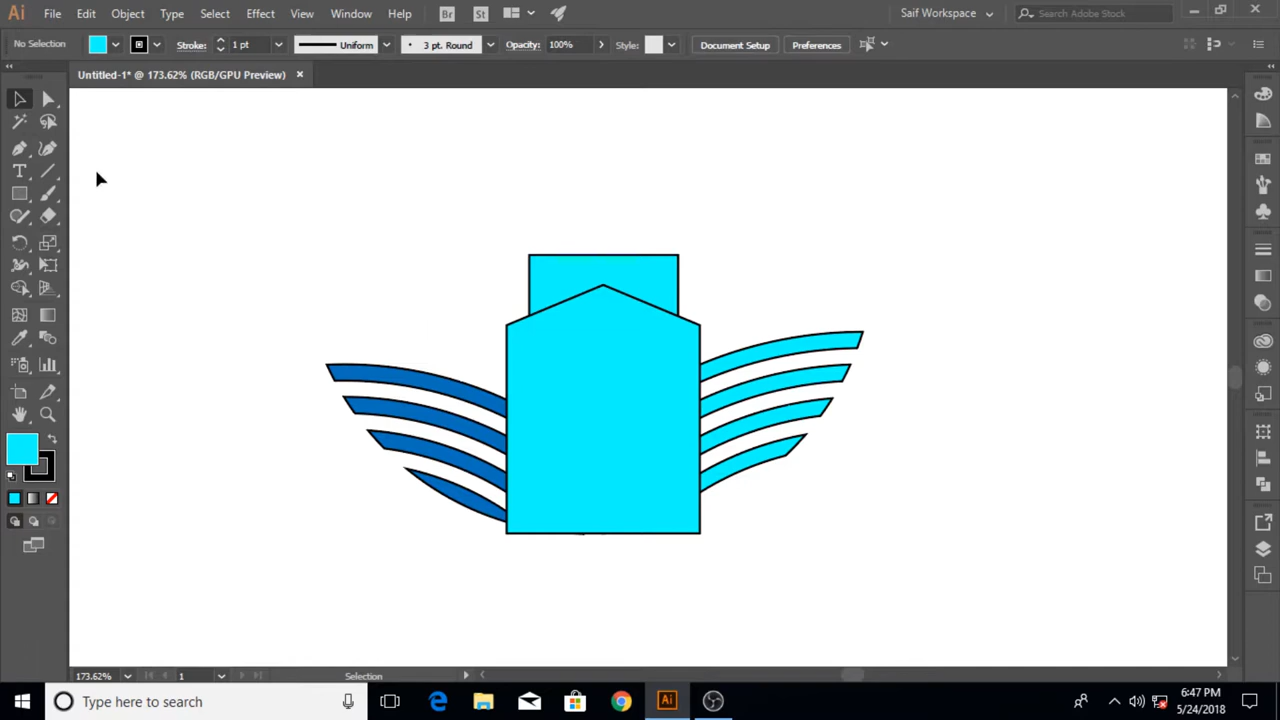 Ai File Edit Object Type Select Effect View Window Help Br St Saif Workspace Search Adobe Stock
No Selection Stroke: 1 pt Uniform 3 pt. Round Opacity: 100% Style: Document Setup Preferences
Untitled-1* @ 173.62% (RGB/GPU Preview)
T
173.62% 1 Selection
Type here to search Ai 6:47 PM
5/24/2018